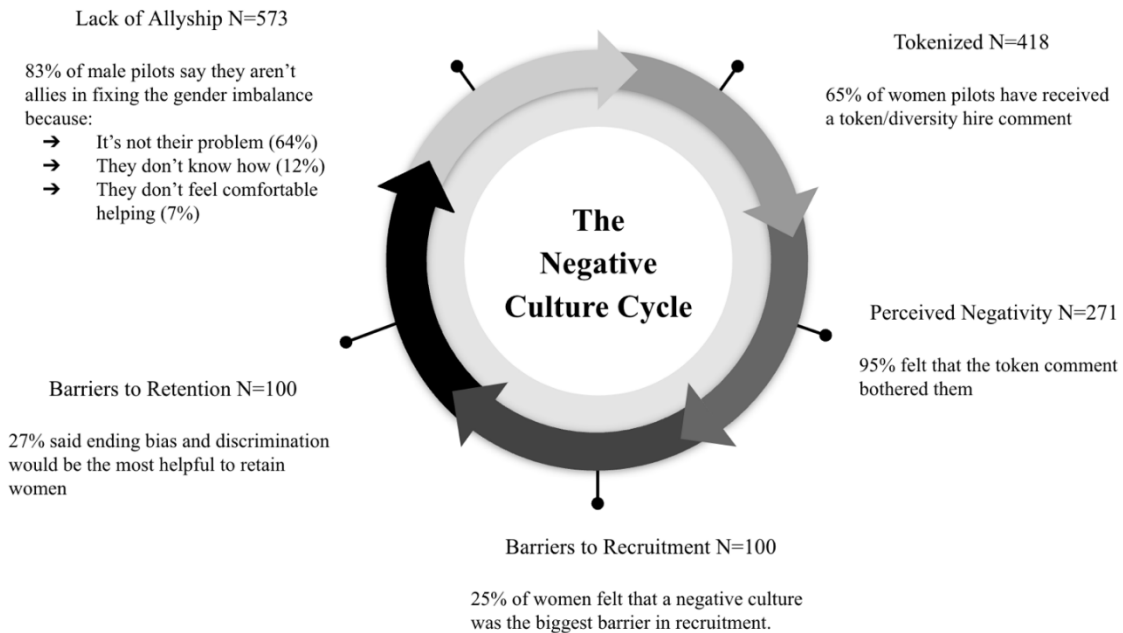 Lack of Allyship N=573
83% of male pilots say they aren’t
allies in fixing the gender imbalance
because:
➔ It’s not their problem (64%)
➔ They don’t know how (12%)
➔ They don’t feel comfortable
helping (7%)
Tokenized N=418
65% of women pilots have received
a token/diversity hire comment
The
Negative
Culture Cycle
Perceived Negativity N=271
95% felt that the token comment
bothered them
Barriers to Retention N=100
27% said ending bias and discrimination
would be the most helpful to retain
women
Barriers to Recruitment N=100
25% of women felt that a negative culture
was the biggest barrier in recruitment.